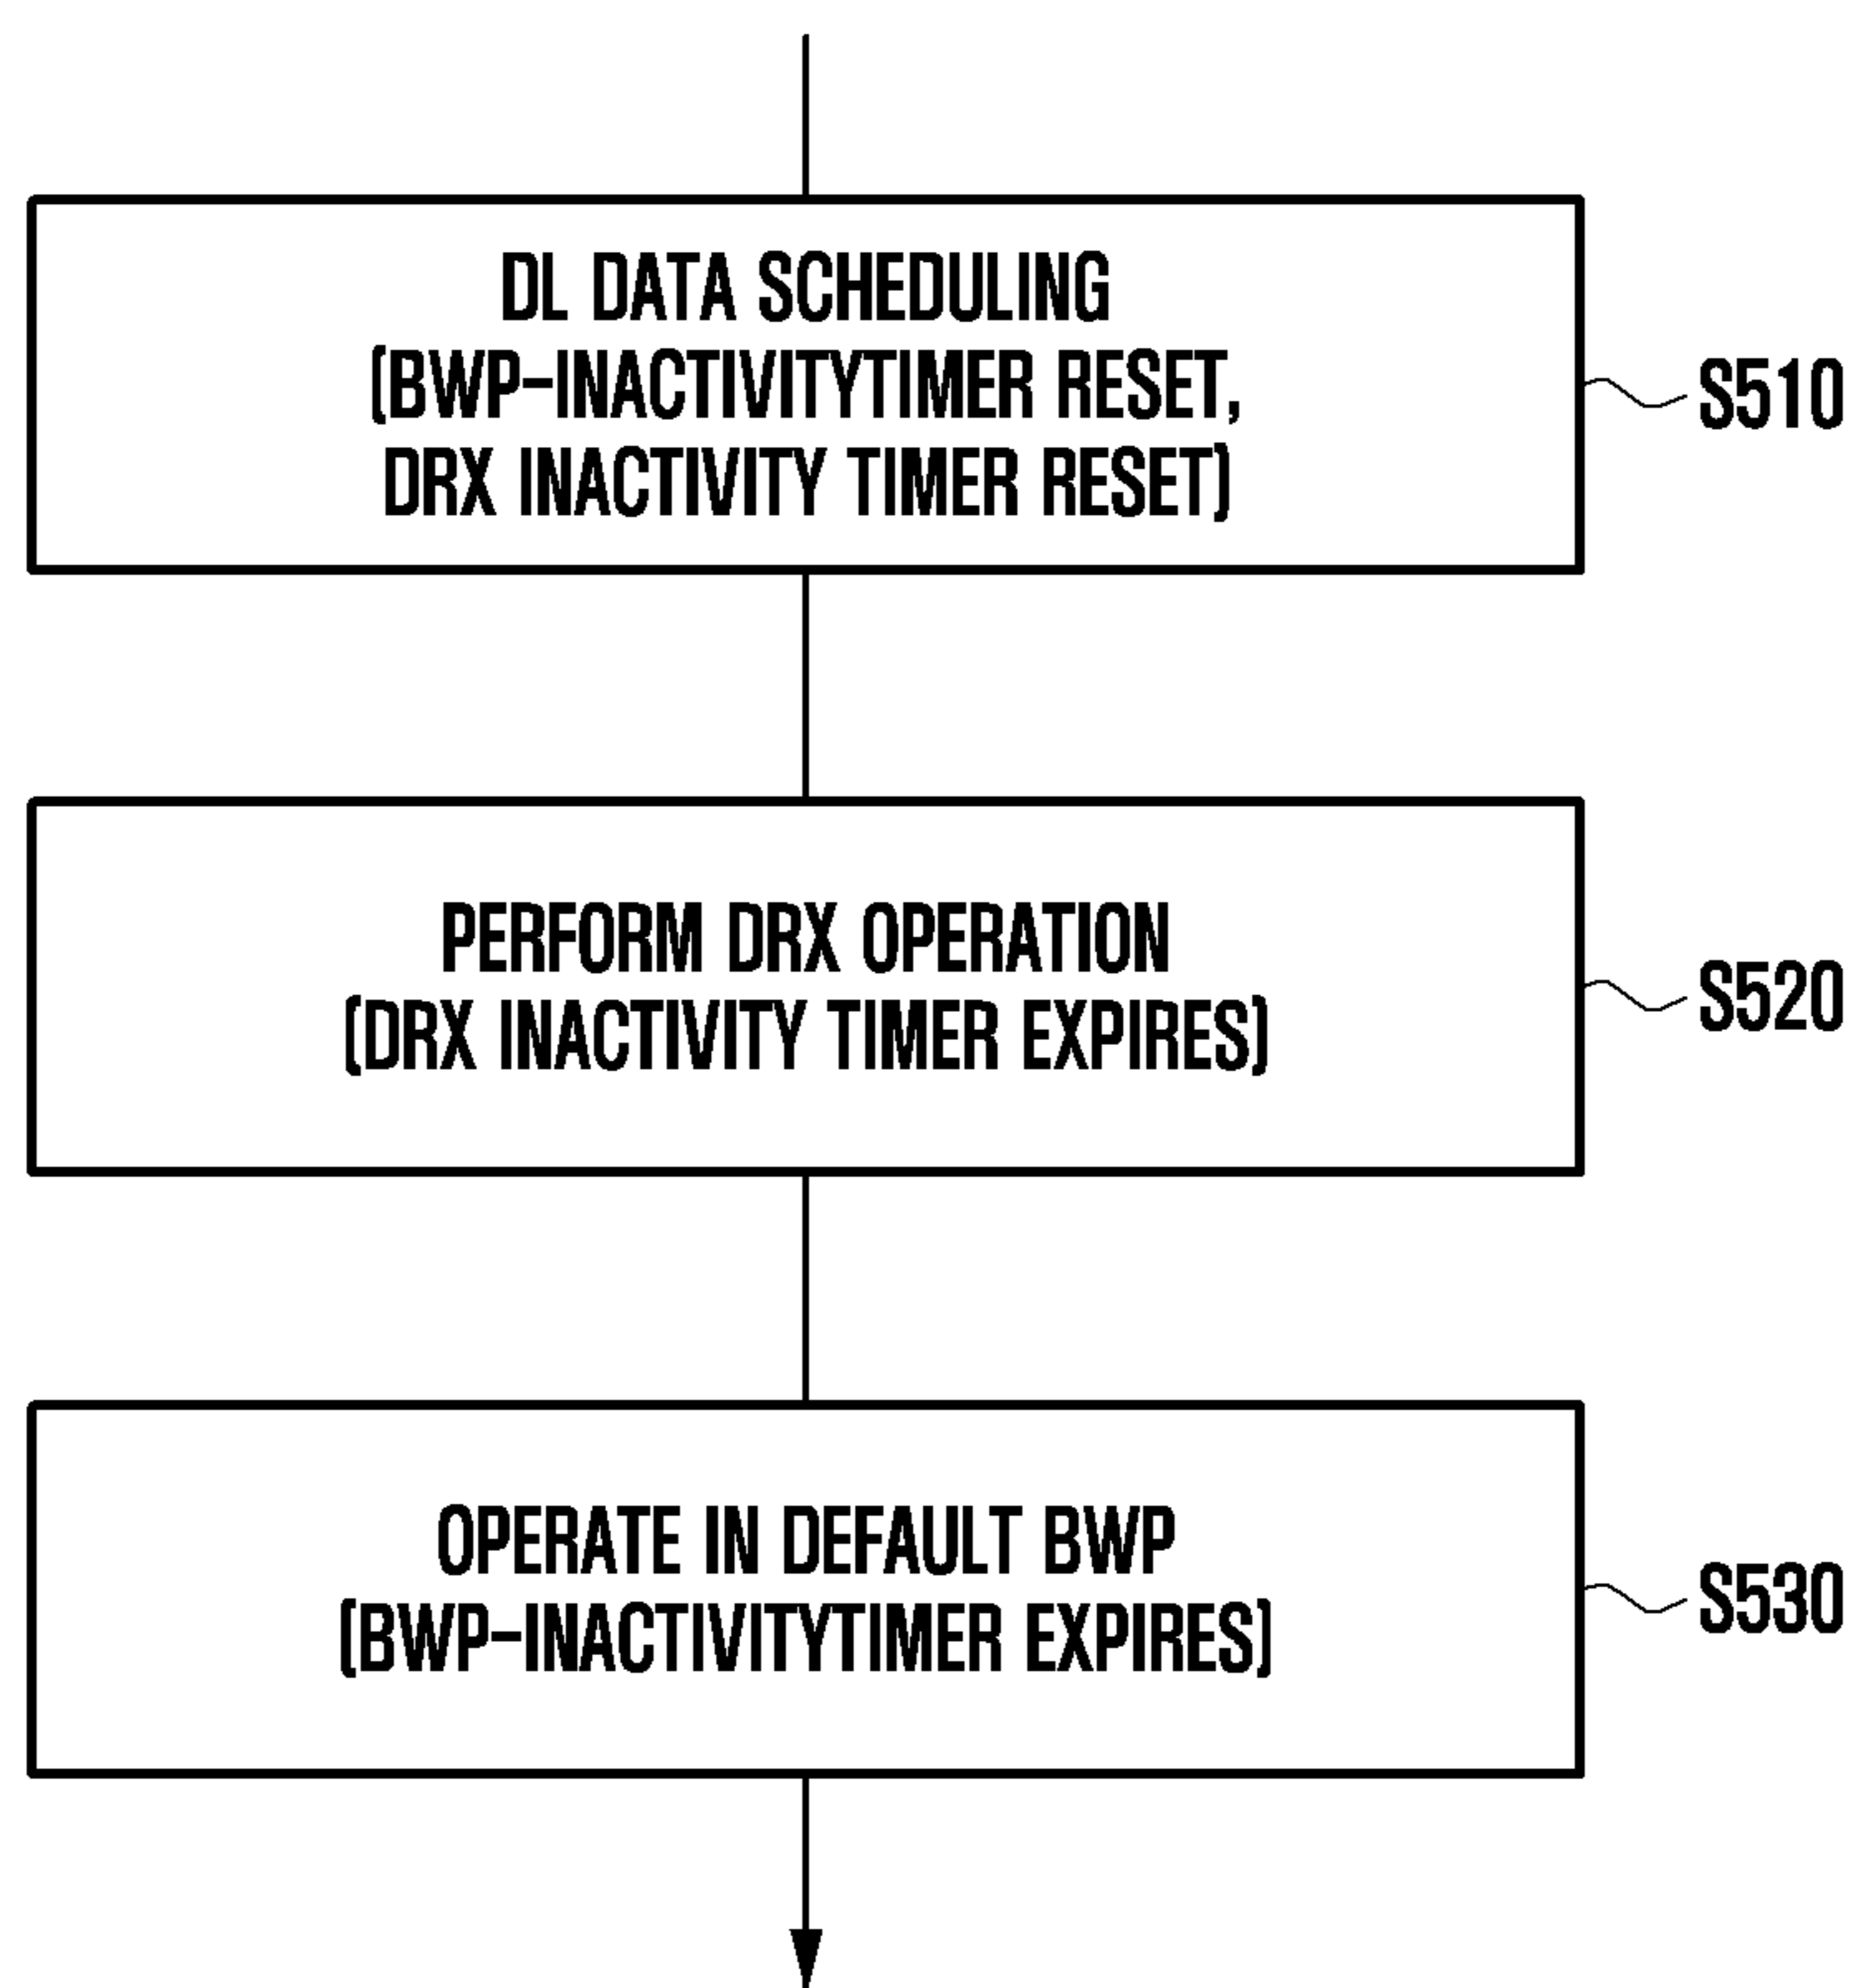 DL DATA SCHEDULING
(BWP-INACTIVITYTIMER RESET,
DRX INACTIVITY TIMER RESET)
S510
PERFORM DRX OPERATION
(DRX INACTIVITY TIMER EXPIRES)
S520
OPERATE IN DEFAULT BWP
(BWP-INACTIVITYTIMER EXPIRES)
S530